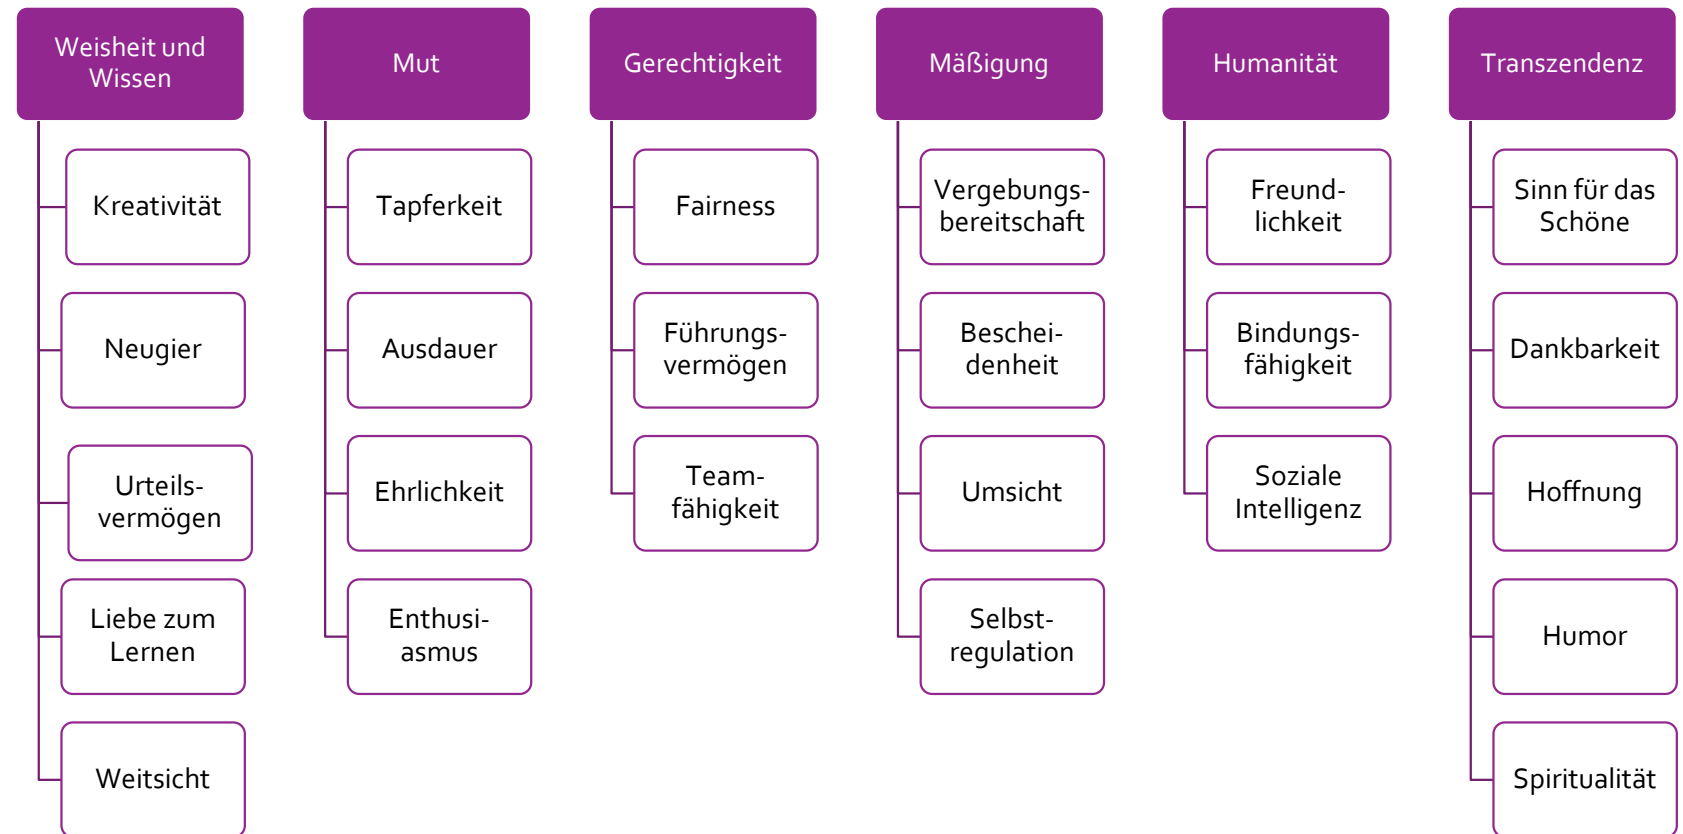 Weisheit und
Wissen
Kreativität
Neugier
Urteils-
vermögen
Liebe zum
Lernen
Weitsicht
Mut
Tapferkeit
Ausdauer
Ehrlichkeit
Enthusi-
asmus
Gerechtigkeit
Fairness
Führungs-
vermögen
Team-
fähigkeit
Mäßigung
Vergebungs-
bereitschaft
Beschei-
denheit
Umsicht
Selbst-
regulation
Humanität
Freund-
lichkeit
Bindungs-
fähigkeit
Soziale
Intelligenz
Transzendenz
Sinn für das
Schöne
Dankbarkeit
Hoffnung
Humor
Spiritualität